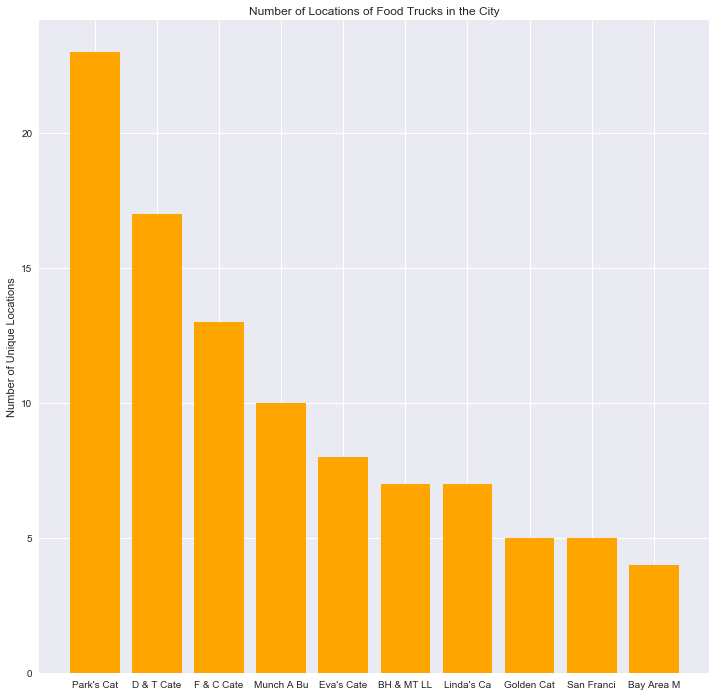 Number of Locations of Food Trucks in the City
Number of Unique Locations
20
15
10
5
0
Park's Cat
D & T Cate
F & C Cate
Munch A Bu
Eva's Cate
BH & MT LL
Linda's Ca
Golden Cat
San Franci
Bay Area M